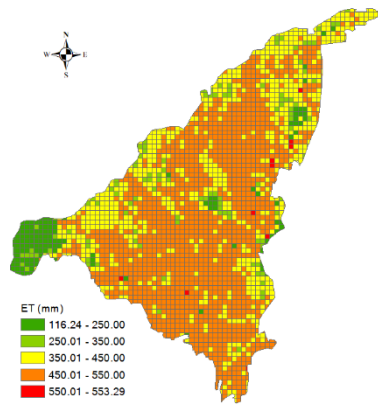 N
W E
S
ET (mm)
116.24 - 250.00
250.01 - 350.00
350.01 - 450.00
450.01 - 550.00
550.01 - 553.29